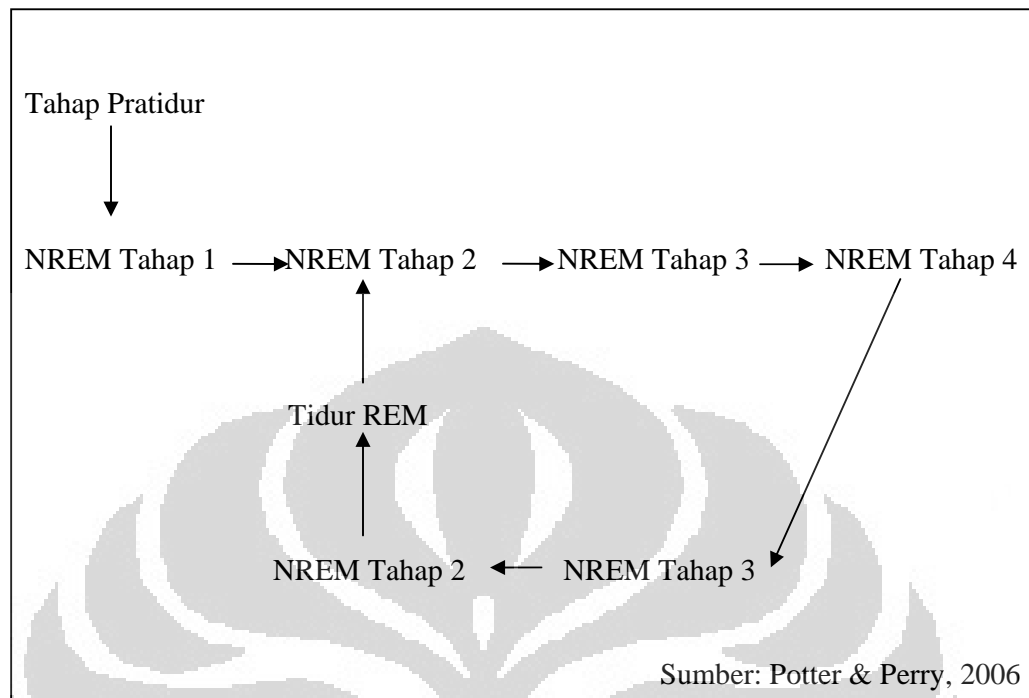 Tahap Pratidur
NREM Tahap 1 NREM Tahap 2 NREM Tahap 3 NREM Tahap 4
Tidur REM
NREM Tahap 2 NREM Tahap 3
Sumber: Potter & Perry, 2006